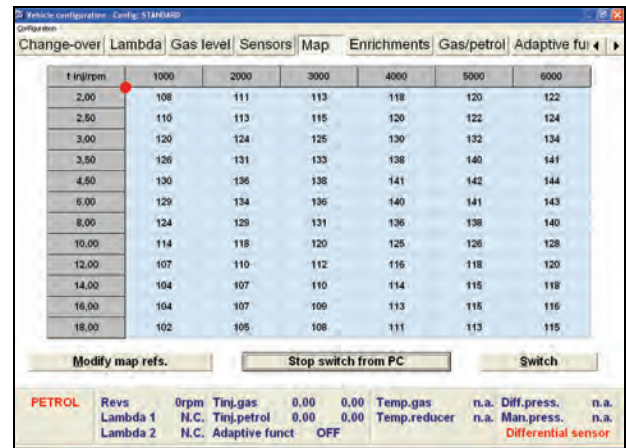 Vehicle configuration Config: STANDARD
Configuration
Change-over Lambda Gas level Sensors Map Enrichments Gas/petrol Adaptive fu
t inj/rpm 1000 2000 3000 4000 5000 6000
2,00 108 111 113 118 120 122
2,50 110 113 115 120 122 124
3,00 120 124 125 130 132 134
3,50 126 131 133 138 140 141
4,50 130 136 138 141 142 144
6,00 129 134 136 140 141 143
8,00 124 129 131 136 138 140
10,00 114 118 120 125 126 128
12,00 107 110 112 116 118 120
14,00 104 107 110 114 115 118
16,00 104 107 109 113 115 116
18,00 102 105 108 111 113 115
Modify map refs. Stop switch from PC Switch
PETROL Revs 0rpm Tinj.gas 0.00 0.00 Temp.gas n.a. Diff.press. n.a.
Lambda 1 N.C. Tinj.petrol 0.00 0.00 Temp.reducer n.a. Man.press. n.a.
Lambda 2 N.C. Adaptive funct OFF Differential sensor